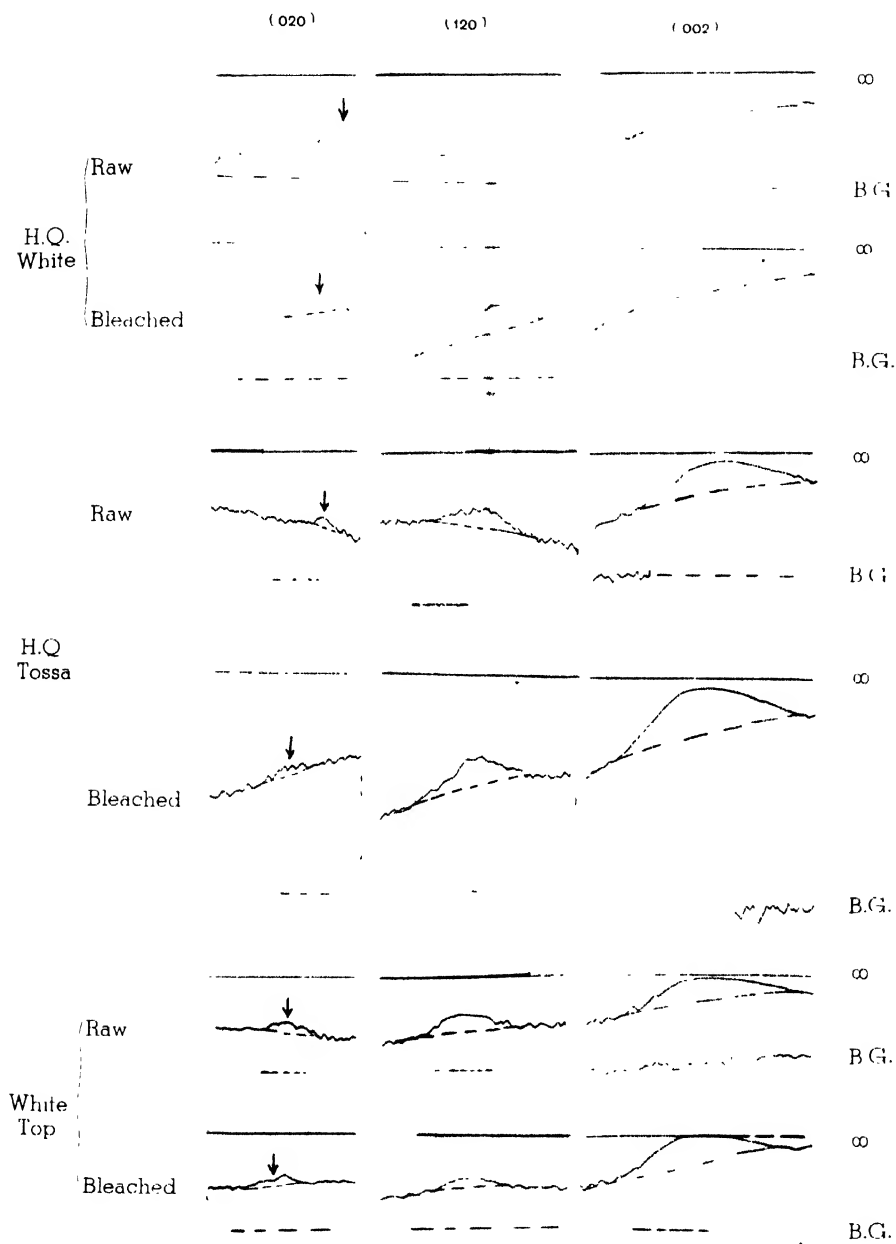 (020) (120) (002)
∞
Raw
B G
H.Q.
White
∞
Bleached
B.G.
∞
Raw
B G
H.Q
Tossa
∞
Bleached
B.G.
∞
Raw
B G.
White
Top
∞
Bleached
B.G.